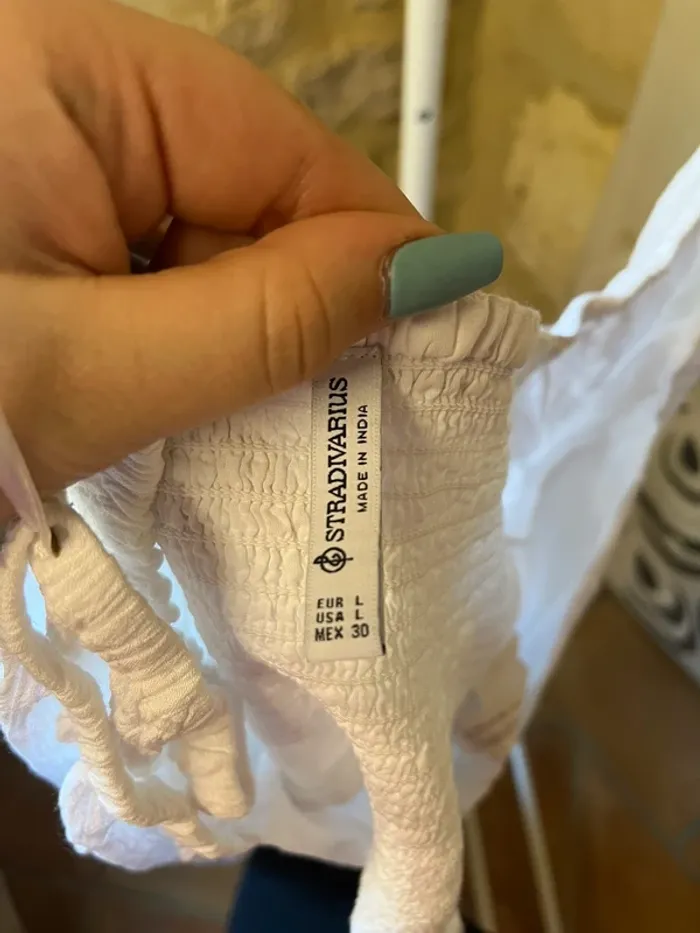 STRADIVARIUS
MADE IN INDIA
EUR L
USA L
MEX 30